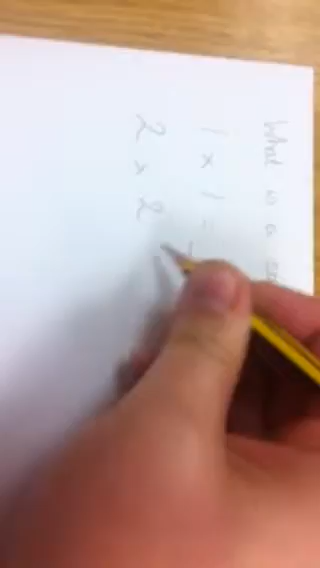 What is a
1 x 1 =
2 x 2